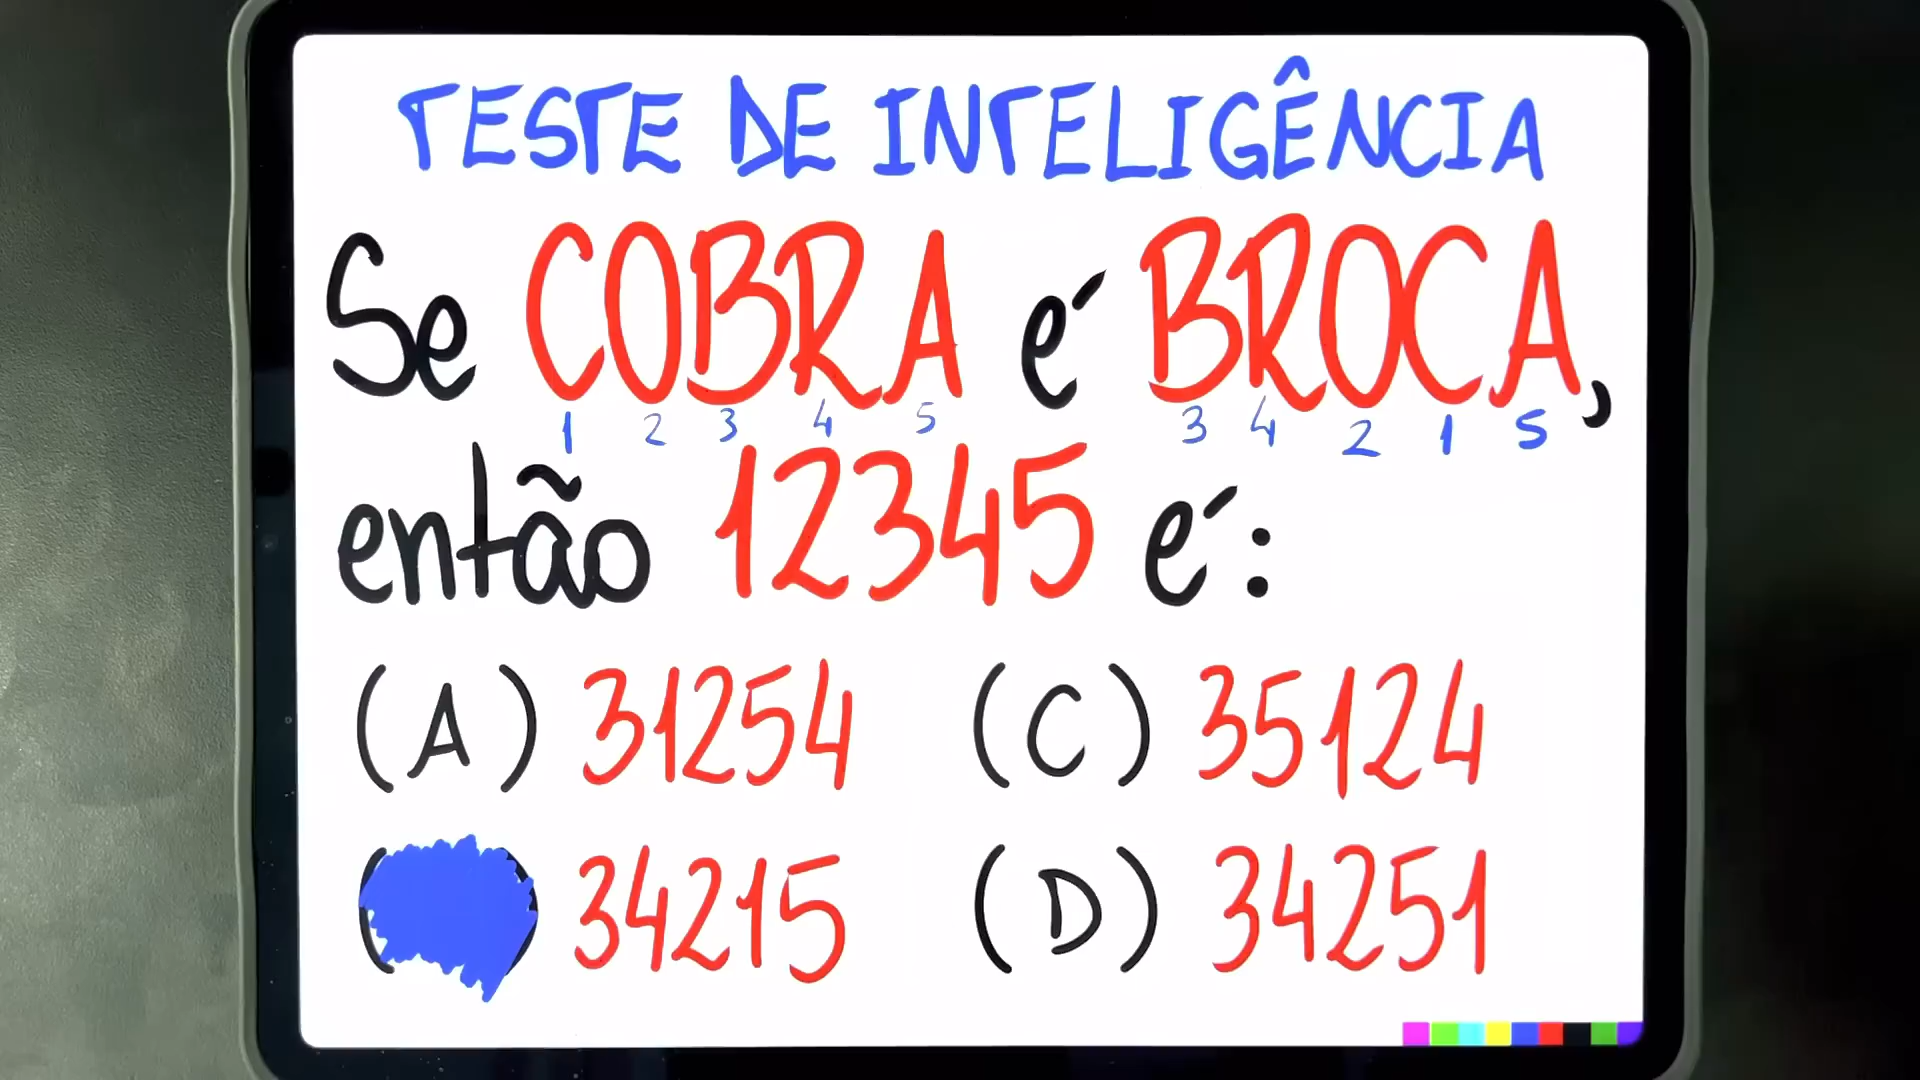 TESTE DE INTELIGÊNCIA
Se COBRA é BROCA,
1 2 3 4 5 3 4 2 1 5
então 12345 é:
(A) 31254 (C) 35124
( ) 34215 (D) 34251